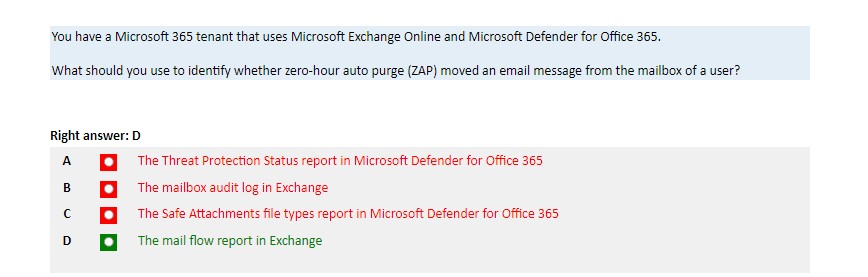 You have a Microsoft 365 tenant that uses Microsoft Exchange Online and Microsoft Defender for Office 365.
What should you use to identify whether zero-hour auto purge (ZAP) moved an email message from the mailbox of a user?
Right answer: D
A The Threat Protection Status report in Microsoft Defender for Office 365
B The mailbox audit log in Exchange
C The Safe Attachments file types report in Microsoft Defender for Office 365
D The mail flow report in Exchange